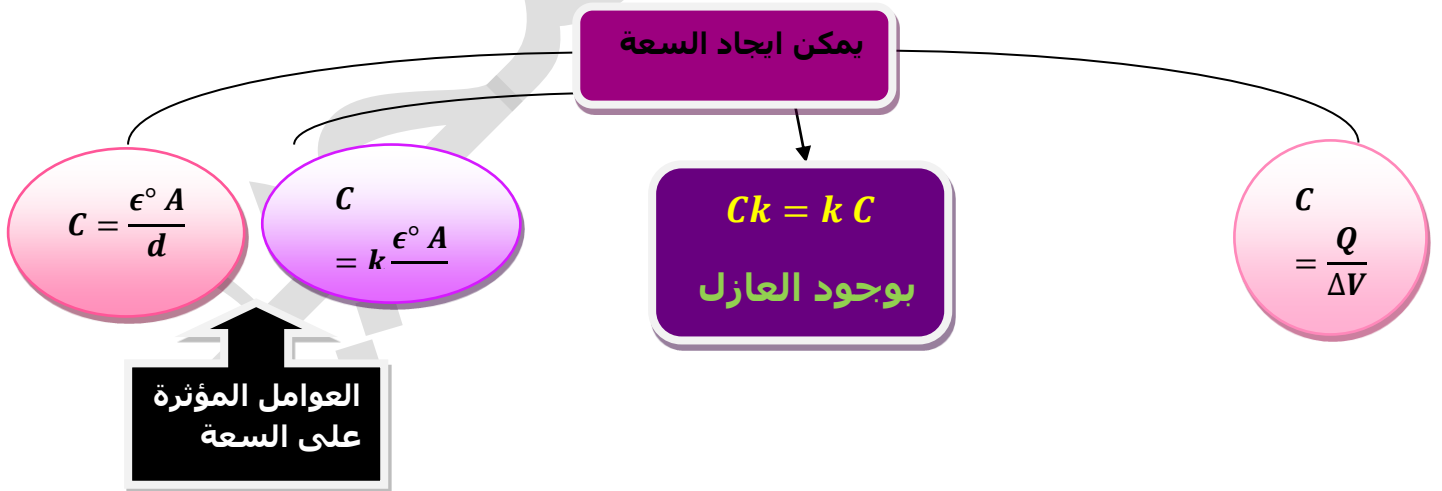 يمكن ايجاد السعة
C = ϵ° A / d
C
= k ϵ° A
Ck = k C
بوجود العازل
C
= Q / ΔV
العوامل المؤثرة
على السعة